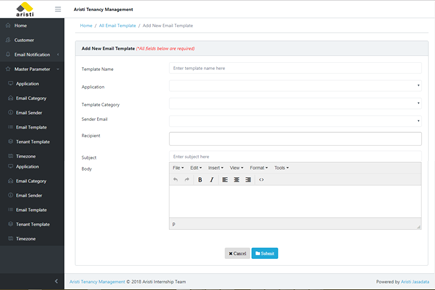 aristi
Aristi Tenancy Management
Home
Customer
Email Notification
Master Parameter
Application
Email Category
Email Sender
Email Template
Tenant Template
Timezone
Application
Email Category
Email Sender
Email Template
Tenant Template
Timezone
Home / All Email Template / Add New Email Template
Add New Email Template (*All fields below are required)
Template Name Enter template name here
Application
Template Category
Sender Email
Recipient
Subject Enter subject here
Body File Edit Insert View Format Tools
B I
P
Cancel Submit
Aristi Tenancy Management © 2018 Aristi Internship Team Powered by Aristi Jasadata